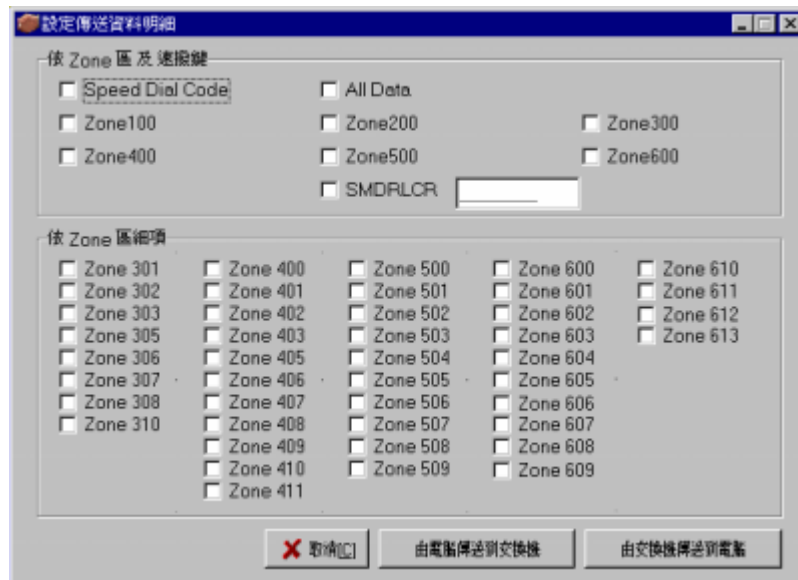 設定傳送資料明細
依 Zone 區 及 速撥鍵
Speed Dial Code All Data
Zone100 Zone200 Zone300
Zone400 Zone500 Zone600
SMDRLCR
依 Zone 區細項
Zone 301 Zone 400 Zone 500 Zone 600 Zone 610
Zone 302 Zone 401 Zone 501 Zone 601 Zone 611
Zone 303 Zone 402 Zone 502 Zone 602 Zone 612
Zone 305 Zone 403 Zone 503 Zone 603 Zone 613
Zone 306 Zone 405 Zone 504 Zone 604
Zone 307 Zone 406 Zone 505 Zone 605
Zone 308 Zone 407 Zone 506 Zone 606
Zone 310 Zone 408 Zone 507 Zone 607
Zone 409 Zone 508 Zone 608
Zone 410 Zone 509 Zone 609
Zone 411
取消[C] 由電腦傳送到交換機 由交換機傳送到電腦